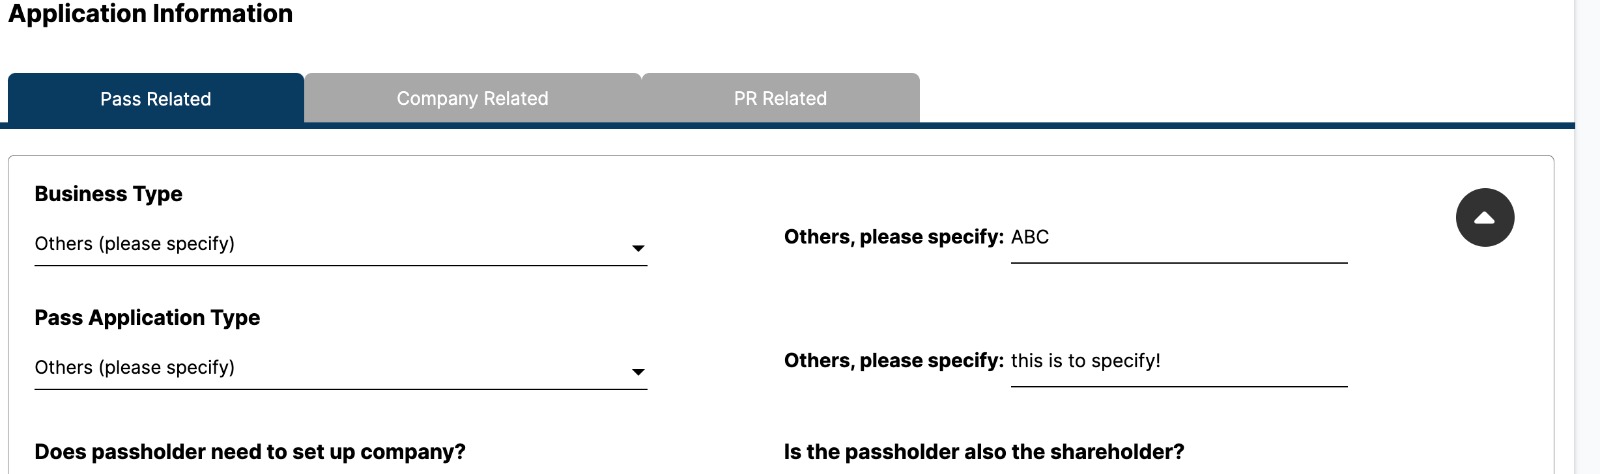 Application Information
Pass Related
Company Related
PR Related
Business Type
Others (please specify)
Others, please specify: ABC
Pass Application Type
Others (please specify)
Others, please specify: this is to specify!
Does passholder need to set up company?
Is the passholder also the shareholder?